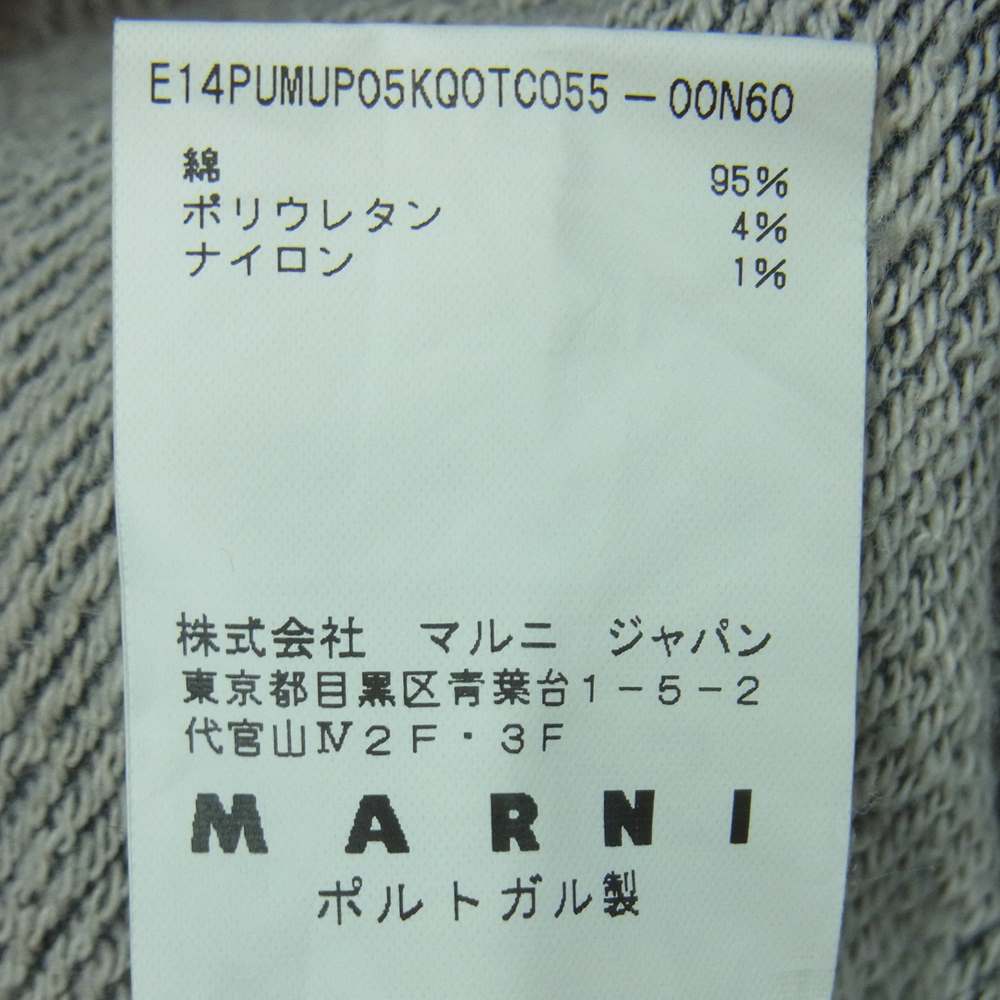 E14PUMUP05KQ0TC055-00N60
綿 95%
ポリウレタン 4%
ナイロン 1%
株式会社 マルニ ジャパン
東京都目黒区青葉台1-5-2
代官山Ⅳ2F・3F
MARNI
ポルトガル製